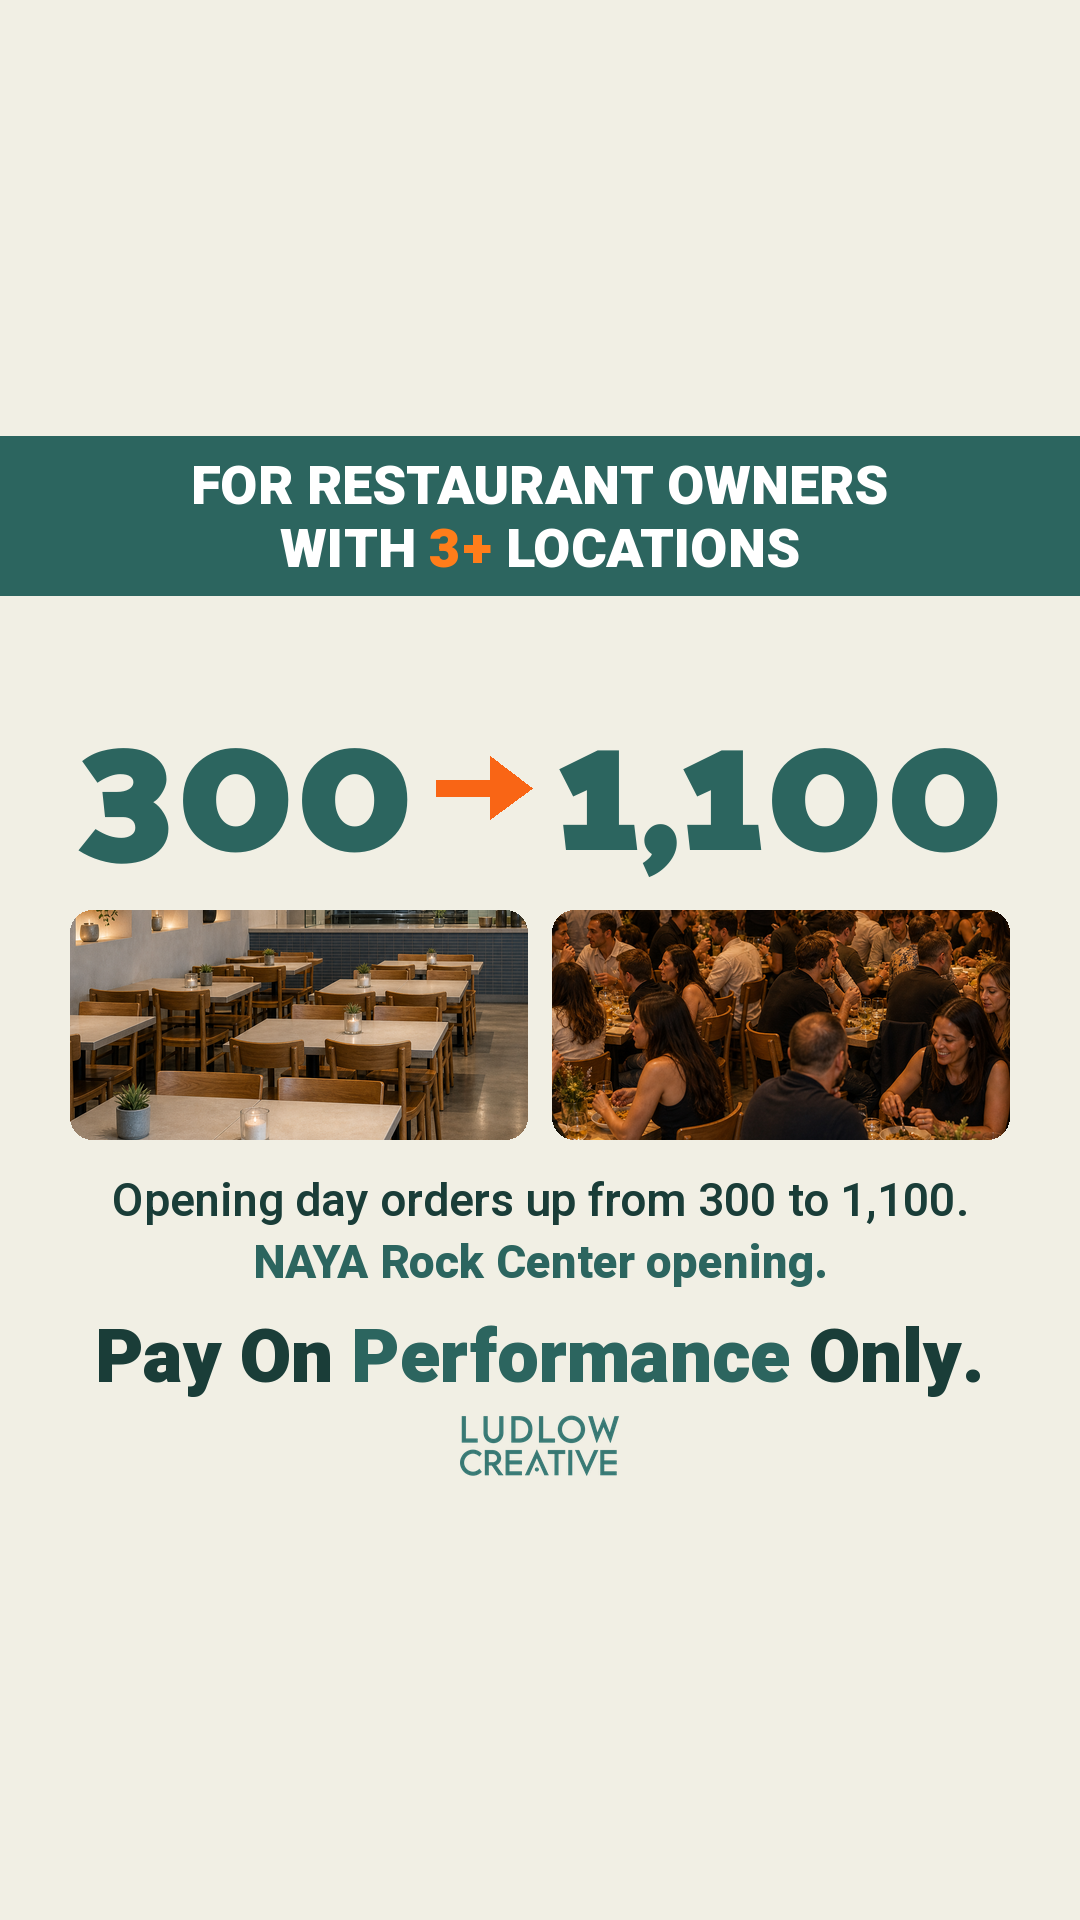 FOR RESTAURANT OWNERS
WITH 3+ LOCATIONS
300 1,100
Opening day orders up from 300 to 1,100.
NAYA Rock Center opening.
Pay On Performance Only.
LUDLOW
CREATIVE